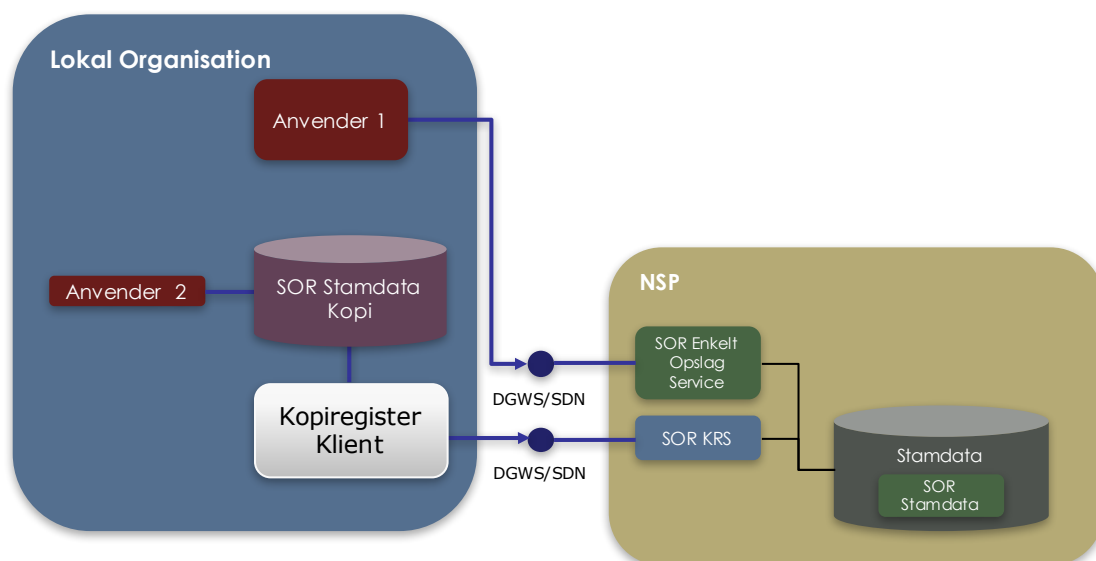 Lokal Organisation
Anvender 1
SOR Stamdata
Kopi
Anvender 2
Kopiregister
Klient
DGWS/SDN
DGWS/SDN
NSP
SOR Enkelt
Opslag
Service
SOR KRS
Stamdata
SOR
Stamdata